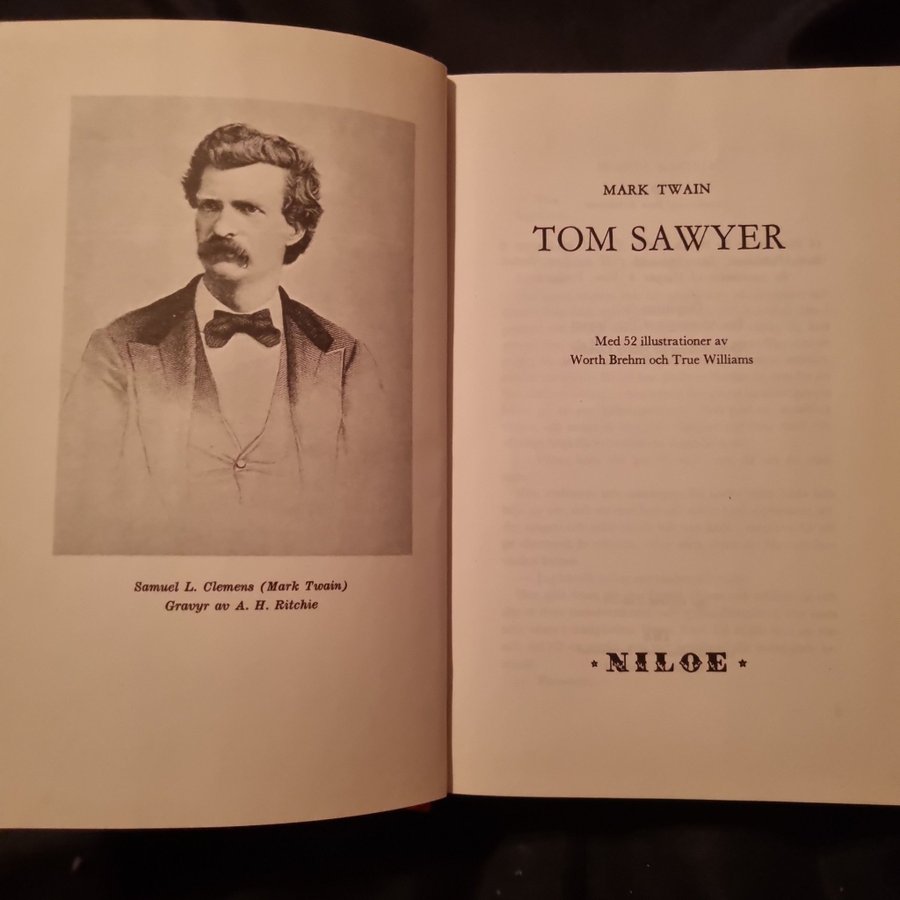 Samuel L. Clemens (Mark Twain)
Gravyr av A. H. Ritchie
MARK TWAIN
TOM SAWYER
Med 52 illustrationer av
Worth Brehm och True Williams
NILOE